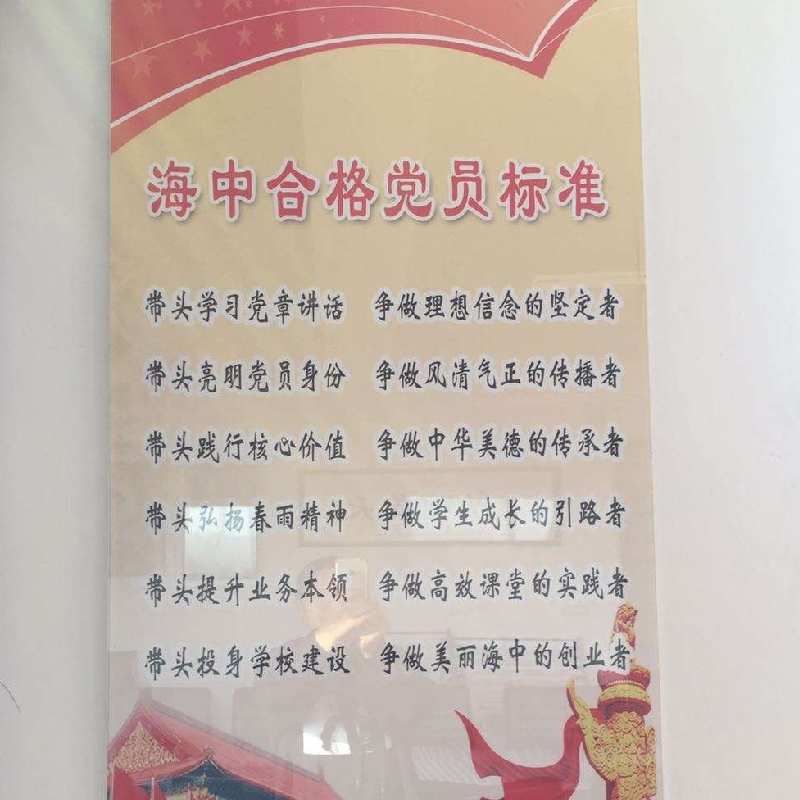 海中合格党员标准
带头学习党章讲话 争做理想信念的坚定者
带头亮明党员身份 争做风清气正的传播者
带头践行核心价值 争做中华美德的传承者
带头弘扬春雨精神 争做学生成长的引路者
带头提升业务本领 争做高效课堂的实践者
带头投身学校建设 争做美丽海中的创业者